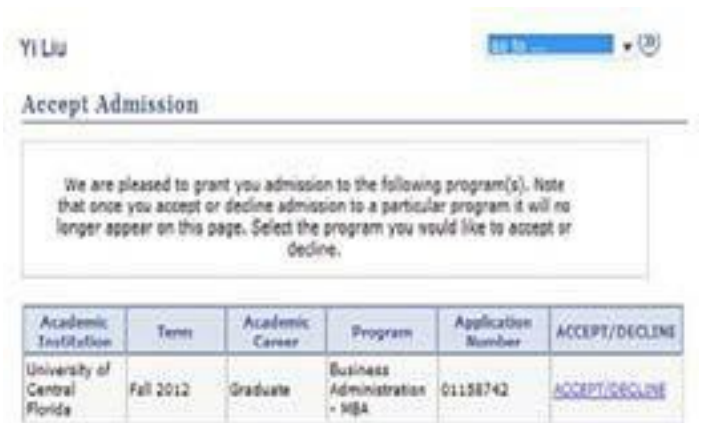 Yi Liu
go to ...
Accept Admission
We are pleased to grant you admission to the following program(s). Note
that once you accept or decline admission to a particular program it will no
longer appear on this page. Select the program you would like to accept or
decline.
Academic Institution Term Academic Career Program Application Number ACCEPT/DECLINE
University of Central Florida Fall 2012 Graduate Business Administration - MBA 01158742 ACCEPT/DECLINE